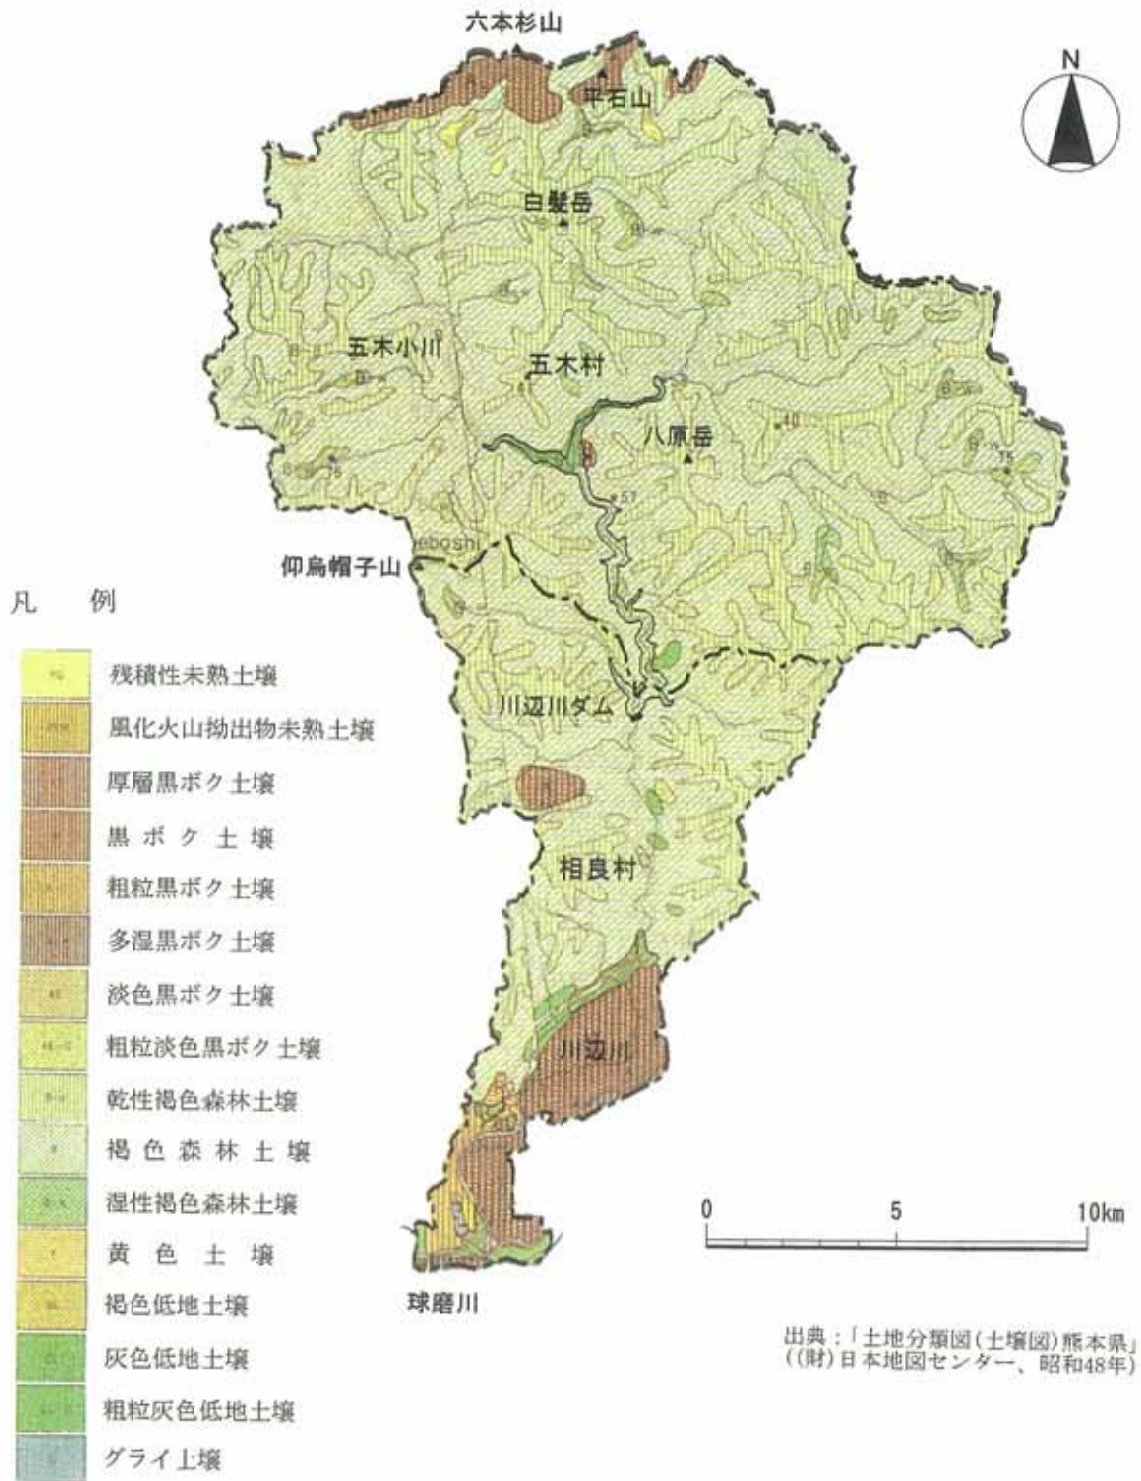 六本杉山
N
平石山
白髪岳
五木小川
五木村
八原岳
40
75
57
eboshi
仰烏帽子山
川辺川ダム
相良村
川辺川
球磨川
凡 例
残積性未熟土壌
風化火山拗出物未熟土壌
厚層黒ボク土壌
黒ボク土壌
粗粒黒ボク土壌
多湿黒ボク土壌
淡色黒ボク土壌
粗粒淡色黒ボク土壌
乾性褐色森林土壌
褐色森林土壌
湿性褐色森林土壌
黄色土壌
褐色低地土壌
灰色低地土壌
粗粒灰色低地土壌
グライ土壌
0 5 10km
出典：「土地分類図(土壌図)熊本県」
((財)日本地図センター、昭和48年)